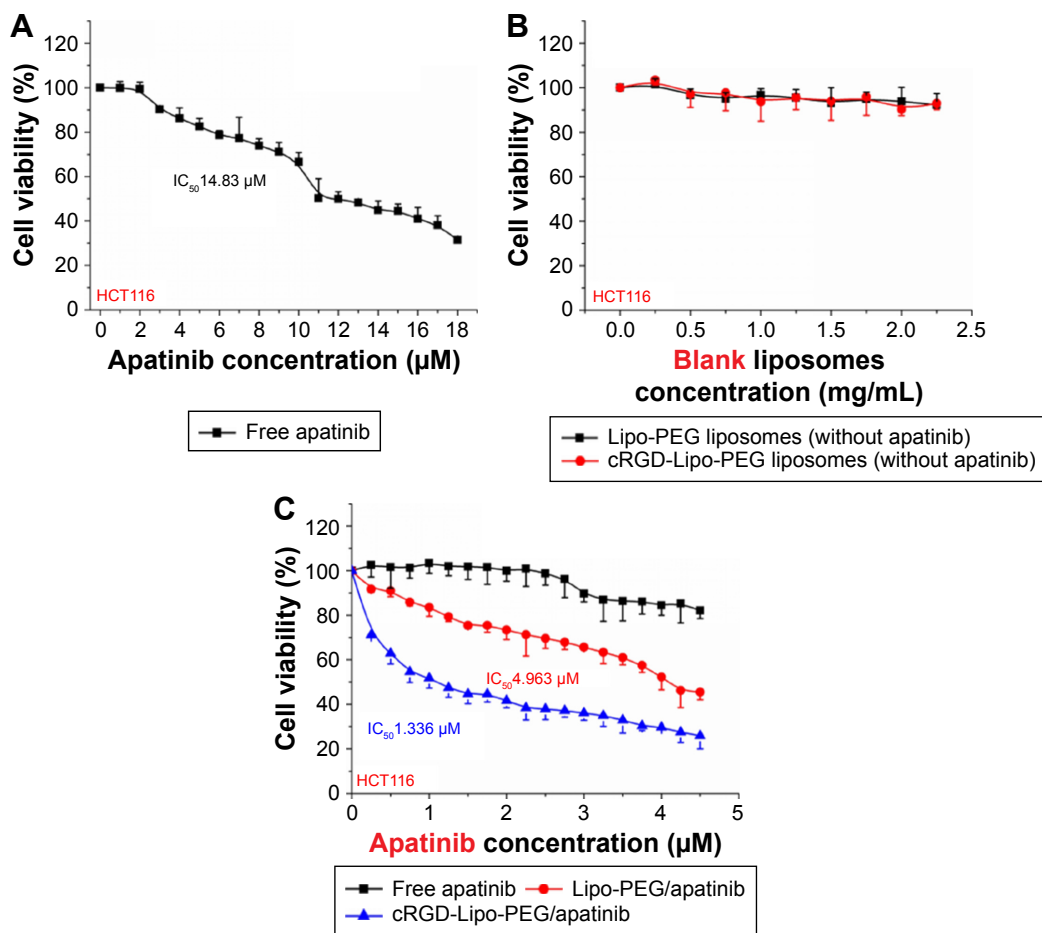 A
Cell viability (%)
120
100
80
60
40
20
0
IC50 14.83 µM
HCT116
0 2 4 6 8 10 12 14 16 18
Apatinib concentration (µM)
Free apatinib
B
Cell viability (%)
120
100
80
60
40
20
0
HCT116
0.0 0.5 1.0 1.5 2.0 2.5
Blank liposomes
concentration (mg/mL)
Lipo-PEG liposomes (without apatinib)
cRGD-Lipo-PEG liposomes (without apatinib)
C
Cell viability (%)
120
100
80
60
40
20
0
IC50 4.963 µM
IC50 1.336 µM
HCT116
0 1 2 3 4 5
Apatinib concentration (µM)
Free apatinib Lipo-PEG/apatinib
cRGD-Lipo-PEG/apatinib